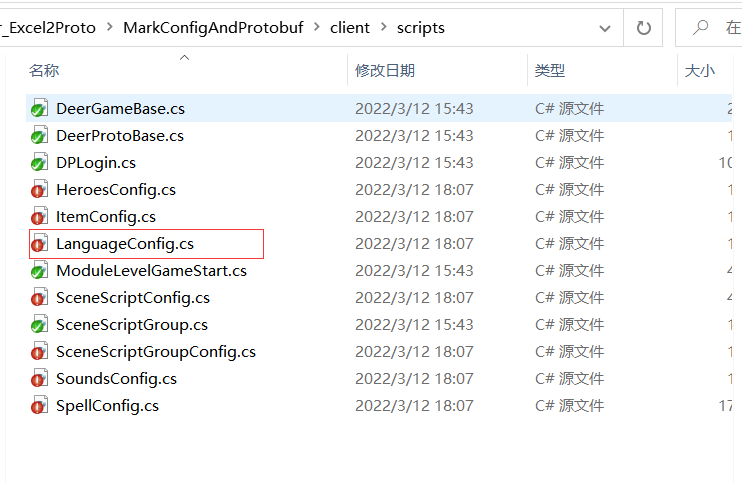 r_Excel2Proto > MarkConfigAndProtobuf > client > scripts 在
名称 修改日期 类型 大小
DeerGameBase.cs 2022/3/12 15:43 C# 源文件 2
DeerProtoBase.cs 2022/3/12 15:43 C# 源文件 1
DPLogin.cs 2022/3/12 15:43 C# 源文件 10
HeroesConfig.cs 2022/3/12 18:07 C# 源文件 1
ItemConfig.cs 2022/3/12 18:07 C# 源文件 1
LanguageConfig.cs 2022/3/12 18:07 C# 源文件 1
ModuleLevelGameStart.cs 2022/3/12 15:43 C# 源文件 4
SceneScriptConfig.cs 2022/3/12 18:07 C# 源文件 4
SceneScriptGroup.cs 2022/3/12 15:43 C# 源文件 1
SceneScriptGroupConfig.cs 2022/3/12 18:07 C# 源文件 1
SoundsConfig.cs 2022/3/12 18:07 C# 源文件 1
SpellConfig.cs 2022/3/12 18:07 C# 源文件 17